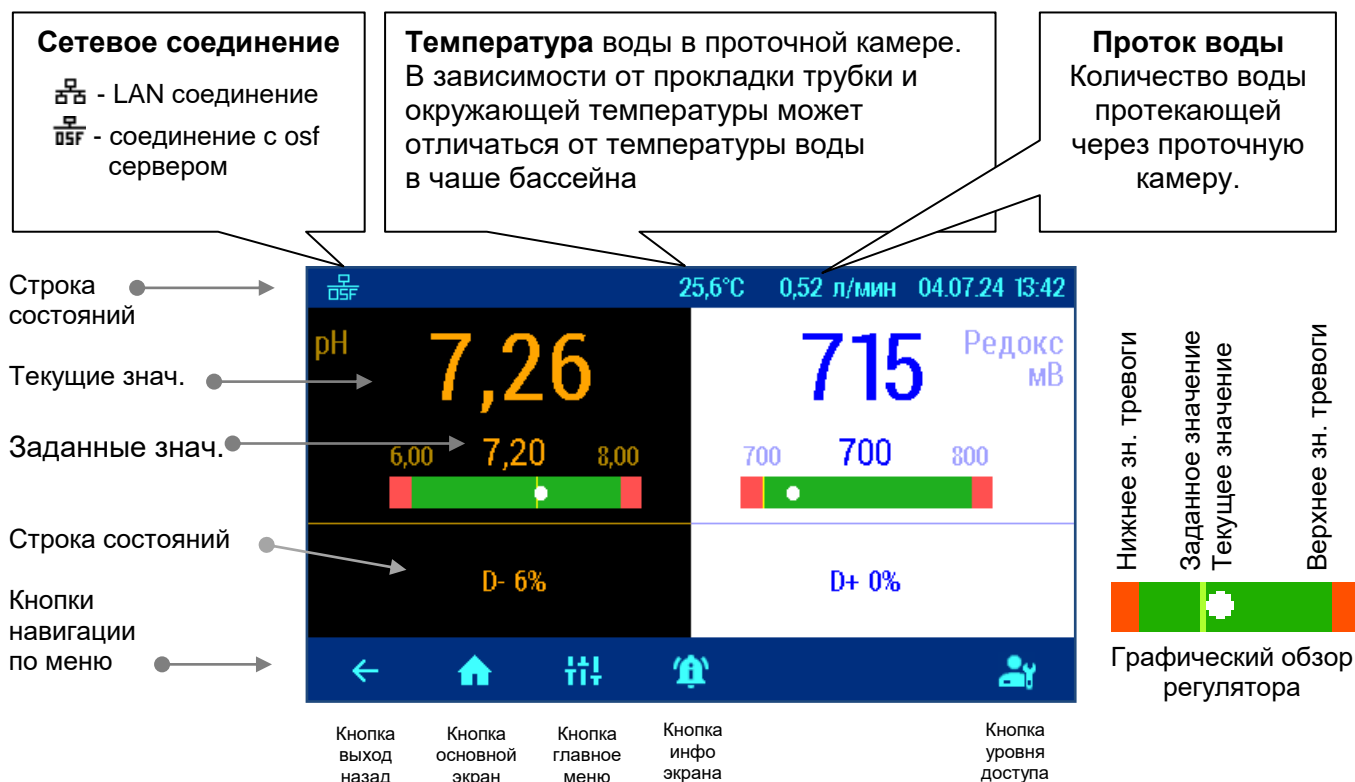 Сетевое соединение
- LAN соединение
OSF - соединение с osf
сервером
Температура воды в проточной камере.
В зависимости от прокладки трубки и
окружающей температуры может
отличаться от температуры воды
в чаше бассейна
Проток воды
Количество воды
протекающей
через проточную
камеру.
Строка
состояний
OSF 25,6°C 0,52 л/мин 04.07.24 13:42
Текущие знач.
pH 7,26
715 Редокс
мВ
Заданные знач.
6,00 7,20 8,00
700 700 800
Строка состояний
D- 6%
D+ 0%
Кнопки
навигации
по меню
Кнопка
выход
назад
Кнопка
основной
экран
Кнопка
главное
меню
Кнопка
инфо
экрана
Кнопка
уровня
доступа
Нижнее зн. тревоги
Заданное значение
Текущее значение
Верхнее зн. тревоги
Графический обзор
регулятора